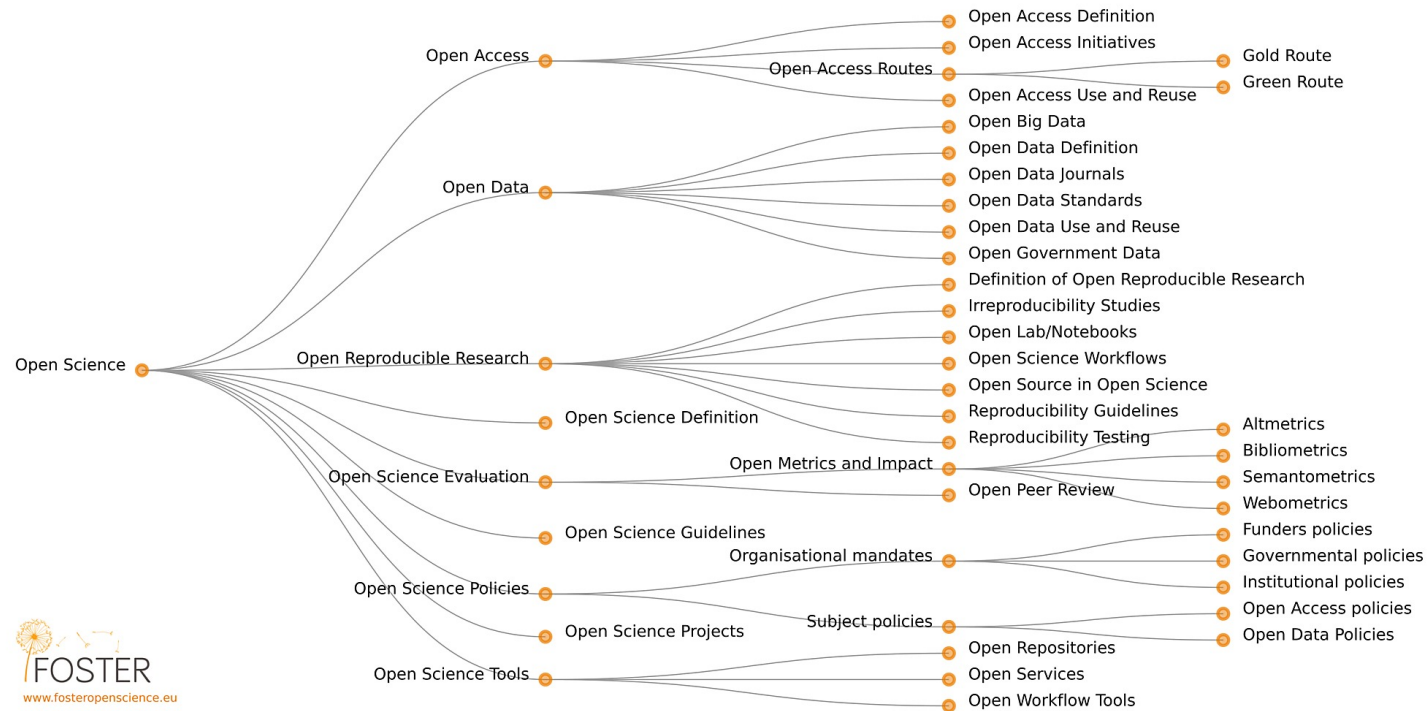 Open Science
Open Access
Open Access Definition
Open Access Initiatives
Open Access Routes
Gold Route
Green Route
Open Access Use and Reuse
Open Data
Open Big Data
Open Data Definition
Open Data Journals
Open Data Standards
Open Data Use and Reuse
Open Government Data
Open Reproducible Research
Definition of Open Reproducible Research
Irreproducibility Studies
Open Lab/Notebooks
Open Science Workflows
Open Source in Open Science
Reproducibility Guidelines
Reproducibility Testing
Open Science Definition
Open Science Evaluation
Open Metrics and Impact
Altmetrics
Bibliometrics
Semantometrics
Webometrics
Open Peer Review
Open Science Guidelines
Open Science Policies
Organisational mandates
Funders policies
Governmental policies
Institutional policies
Subject policies
Open Access policies
Open Data Policies
Open Science Projects
Open Science Tools
Open Repositories
Open Services
Open Workflow Tools
FOSTER
www.fosteropenscience.eu